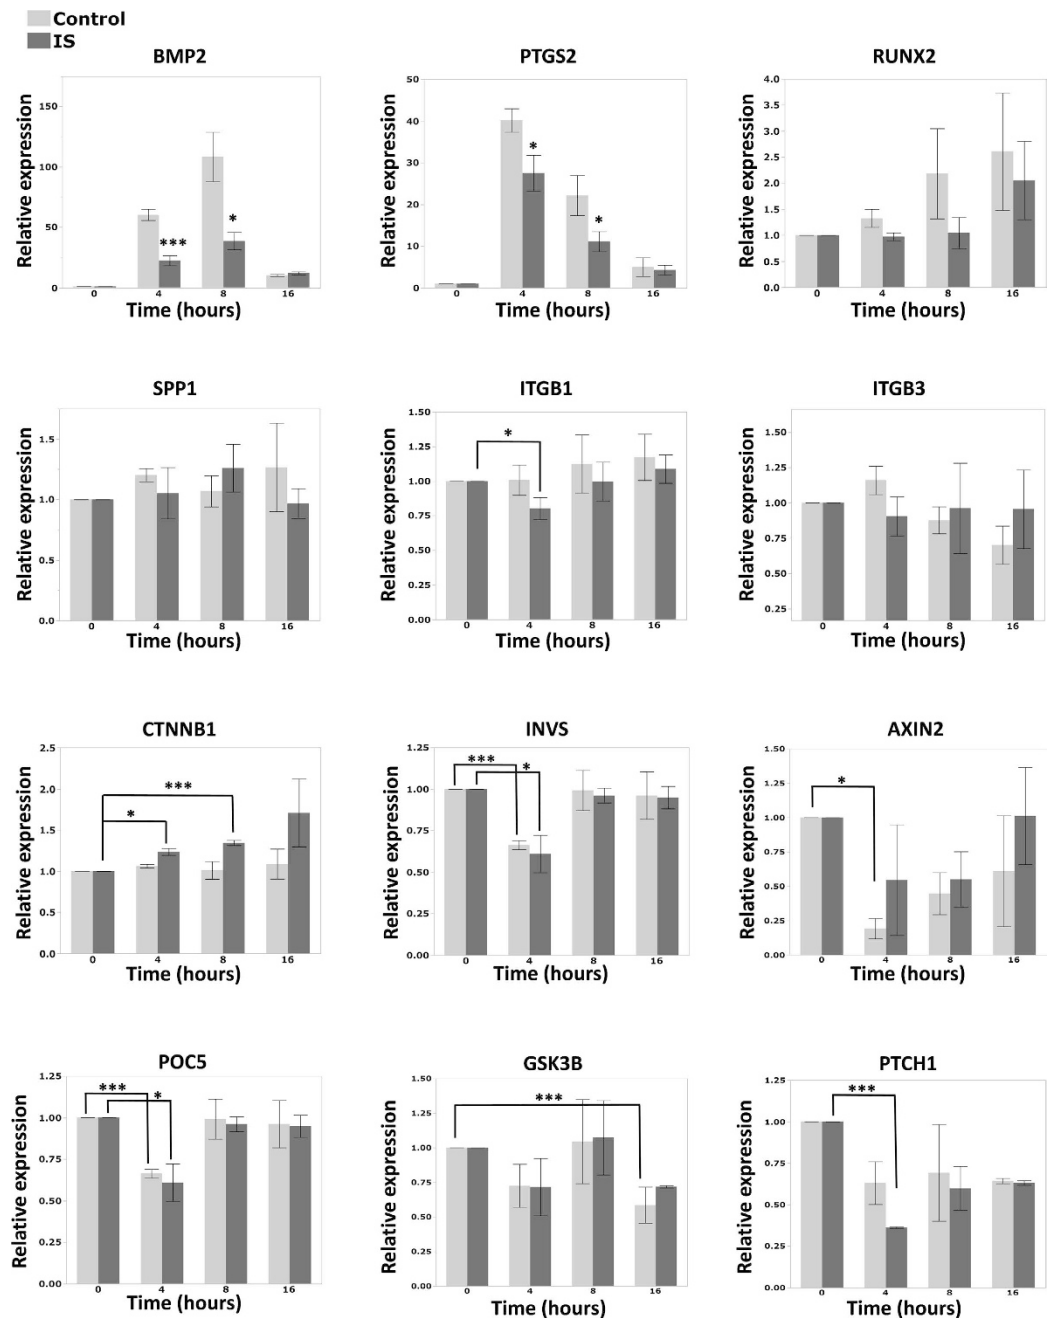 Control
IS
BMP2
Relative expression
150
100
50
0
***
*
0 4 8 16
Time (hours)
PTGS2
Relative expression
50
40
30
20
10
0
*
*
0 4 8 16
Time (hours)
RUNX2
Relative expression
4.0
3.5
3.0
2.5
2.0
1.5
1.0
0.5
0.0
0 4 8 16
Time (hours)
SPP1
Relative expression
1.5
1.0
0.5
0.0
0 4 8 16
Time (hours)
ITGB1
Relative expression
1.50
1.25
1.00
0.75
0.50
0.25
0.00
*
0 4 8 16
Time (hours)
ITGB3
Relative expression
1.50
1.25
1.00
0.75
0.50
0.25
0 4 8 16
Time (hours)
CTNNB1
Relative expression
2.5
2.0
1.5
1.0
0.5
0.0
***
*
0 4 8 16
Time (hours)
INVS
Relative expression
1.25
1.00
0.75
0.50
0.25
0.00
***
*
0 4 8 16
Time (hours)
AXIN2
Relative expression
1.50
1.25
1.00
0.75
0.50
0.25
0.00
*
0 4 8 16
Time (hours)
POC5
Relative expression
1.25
1.00
0.75
0.50
0.25
0.00
***
*
0 4 8 16
Time (hours)
GSK3B
Relative expression
1.50
1.25
1.00
0.75
0.50
0.25
0.00
***
0 4 8 16
Time (hours)
PTCH1
Relative expression
1.25
1.00
0.75
0.50
0.25
0.00
***
0 4 8 16
Time (hours)